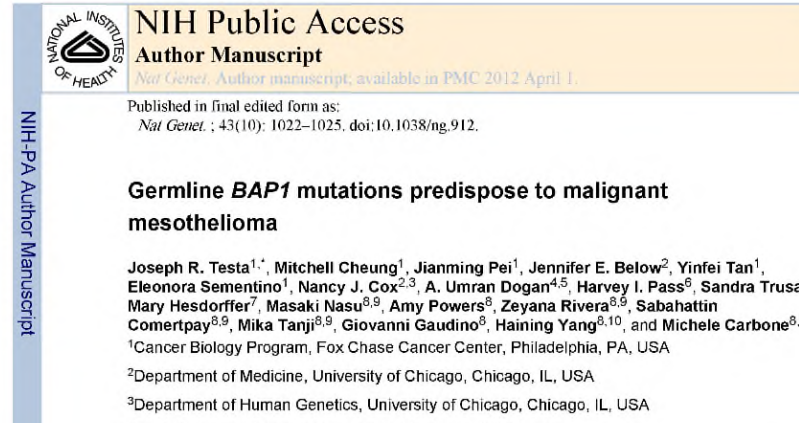 NATIONAL INSTITUTES
OF HEALTH
NIH Public Access
Author Manuscript
Nat Genet. Author manuscript; available in PMC 2012 April 1.
Published in final edited form as:
Nat Genet. ; 43(10): 1022–1025. doi:10.1038/ng.912.
NIH-PA Author Manuscript
Germline BAP1 mutations predispose to malignant
mesothelioma
Joseph R. Testa1,*, Mitchell Cheung1, Jianming Pei1, Jennifer E. Below2, Yinfei Tan1,
Eleonora Sementino1, Nancy J. Cox2,3, A. Umran Dogan4,5, Harvey I. Pass6, Sandra Trusa
Mary Hesdorffer7, Masaki Nasu8,9, Amy Powers8, Zeyana Rivera8,9, Sabahattin
Comertpay8,9, Mika Tanji8,9, Giovanni Gaudino8, Haining Yang8,10, and Michele Carbone8,
1Cancer Biology Program, Fox Chase Cancer Center, Philadelphia, PA, USA
2Department of Medicine, University of Chicago, Chicago, IL, USA
3Department of Human Genetics, University of Chicago, Chicago, IL, USA